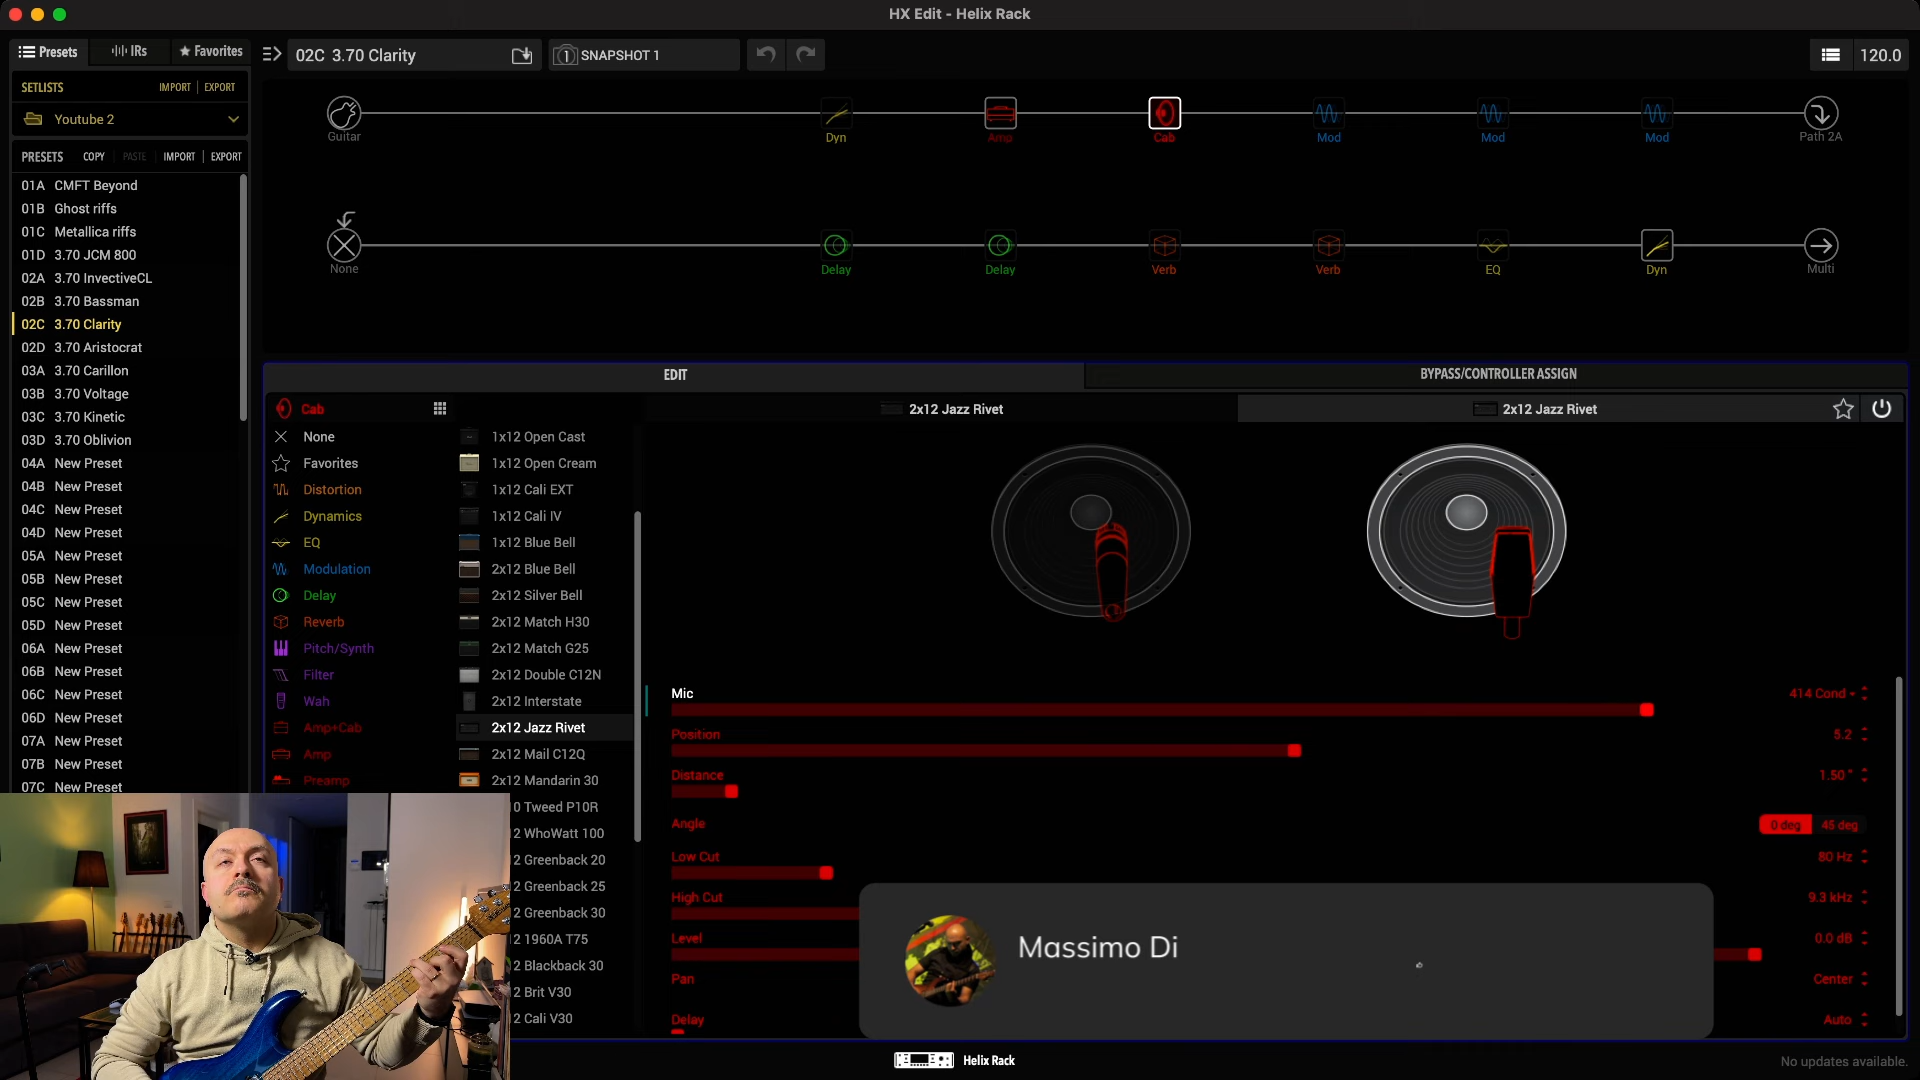 HX Edit - Helix Rack
Presets
IRs
Favorites
02C 3.70 Clarity
1
SNAPSHOT 1
120.0
SETLISTS
IMPORT | EXPORT
Youtube 2
PRESETS
COPY | PASTE | IMPORT | EXPORT
01A CMFT Beyond
01B Ghost riffs
01C Metallica riffs
01D 3.70 JCM 800
02A 3.70 InvectiveCL
02B 3.70 Bassman
02C 3.70 Clarity
02D 3.70 Aristocrat
03A 3.70 Carillon
03B 3.70 Voltage
03C 3.70 Kinetic
03D 3.70 Oblivion
04A New Preset
04B New Preset
04C New Preset
04D New Preset
05A New Preset
05B New Preset
05C New Preset
05D New Preset
06A New Preset
06B New Preset
06C New Preset
06D New Preset
07A New Preset
07B New Preset
07C New Preset
Guitar
Dyn
Amp
Cab
Mod
Mod
Mod
Path 2A
None
Delay
Delay
Verb
Verb
EQ
Dyn
Multi
EDIT
BYPASS/CONTROLLER ASSIGN
Cab
2x12 Jazz Rivet
2x12 Jazz Rivet
None
Favorites
Distortion
Dynamics
EQ
Modulation
Delay
Reverb
Pitch/Synth
Filter
Wah
Amp+Cab
Amp
Preamp
1x12 Open Cast
1x12 Open Cream
1x12 Cali EXT
1x12 Cali IV
1x12 Blue Bell
2x12 Blue Bell
2x12 Silver Bell
2x12 Match H30
2x12 Match G25
2x12 Double C12N
2x12 Interstate
2x12 Jazz Rivet
2x12 Mail C12Q
2x12 Mandarin 30
0 Tweed P10R
2 WhoWatt 100
2 Greenback 20
2 Greenback 25
2 Greenback 30
2 1960A T75
2 Blackback 30
2 Brit V30
2 Cali V30
Mic
414 Cond
Position
5.2
Distance
1.50 "
Angle
0 deg
45 deg
Low Cut
80 Hz
High Cut
9.3 kHz
Level
0.0 dB
Pan
Center
Delay
Auto
Massimo Di
Helix Rack
No updates available.